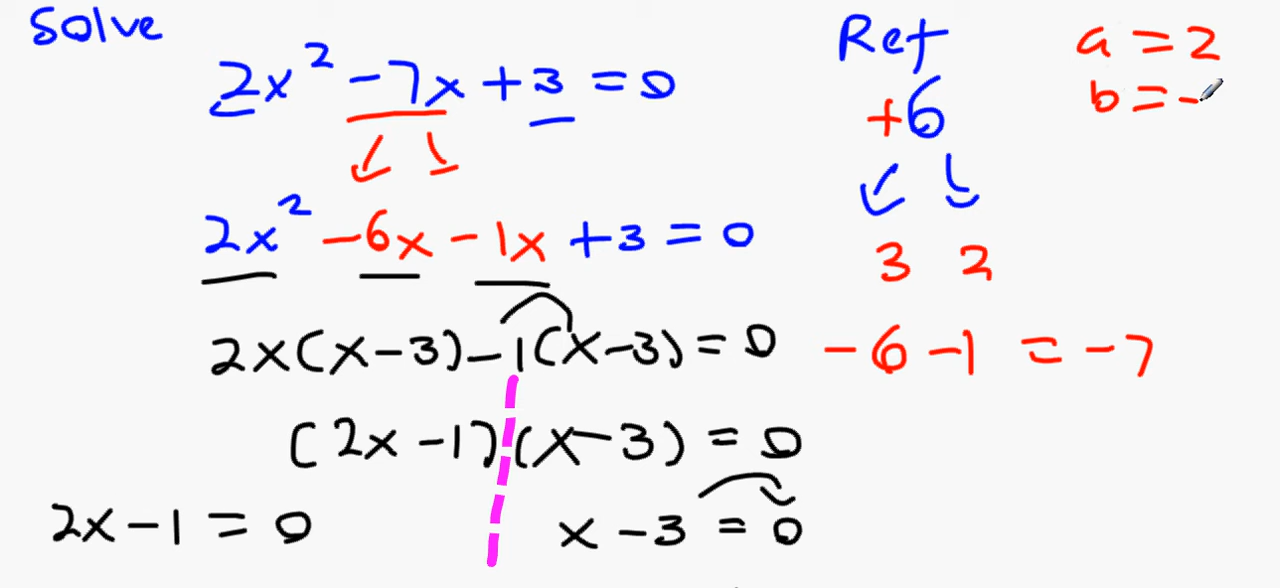 Solve
2x² - 7x + 3 = 0
2x² - 6x - 1x + 3 = 0
2x(x-3) - 1(x-3) = 0
(2x - 1)(x - 3) = 0
2x - 1 = 0
x - 3 = 0
Ref
+6
3 2
-6 -1 = -7
a = 2
b = -